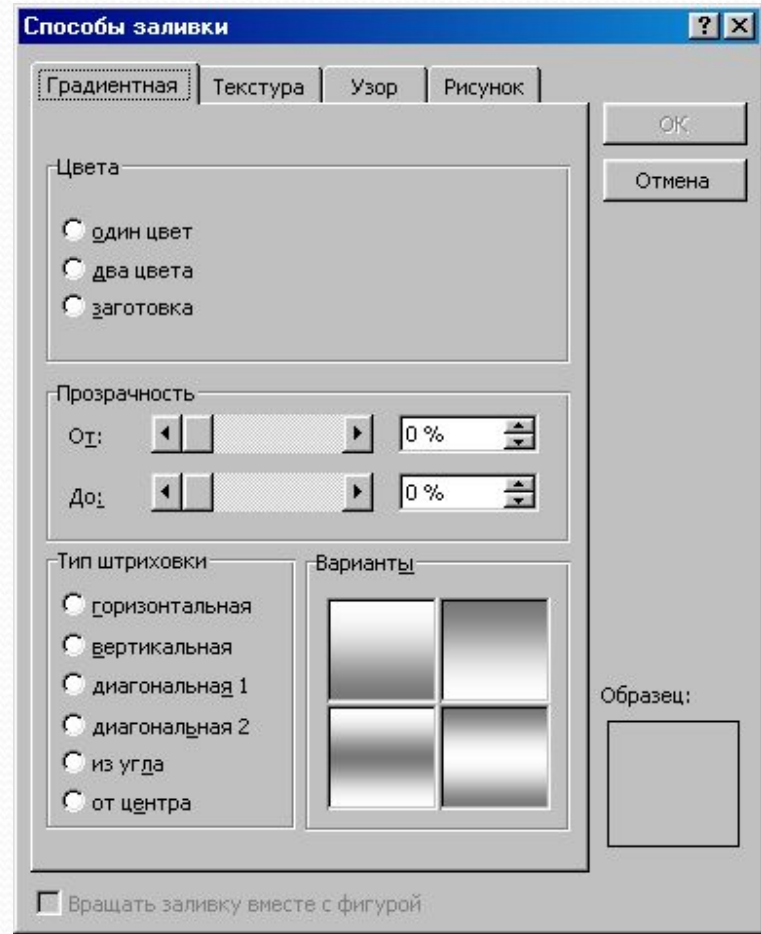 Способы заливки
Градиентная Текстура Узор Рисунок
ОК
Отмена
Цвета
один цвет
два цвета
заготовка
Прозрачность
От: 0 %
До: 0 %
Тип штриховки
горизонтальная
вертикальная
диагональная 1
диагональная 2
из угла
от центра
Варианты
Образец:
Вращать заливку вместе с фигурой